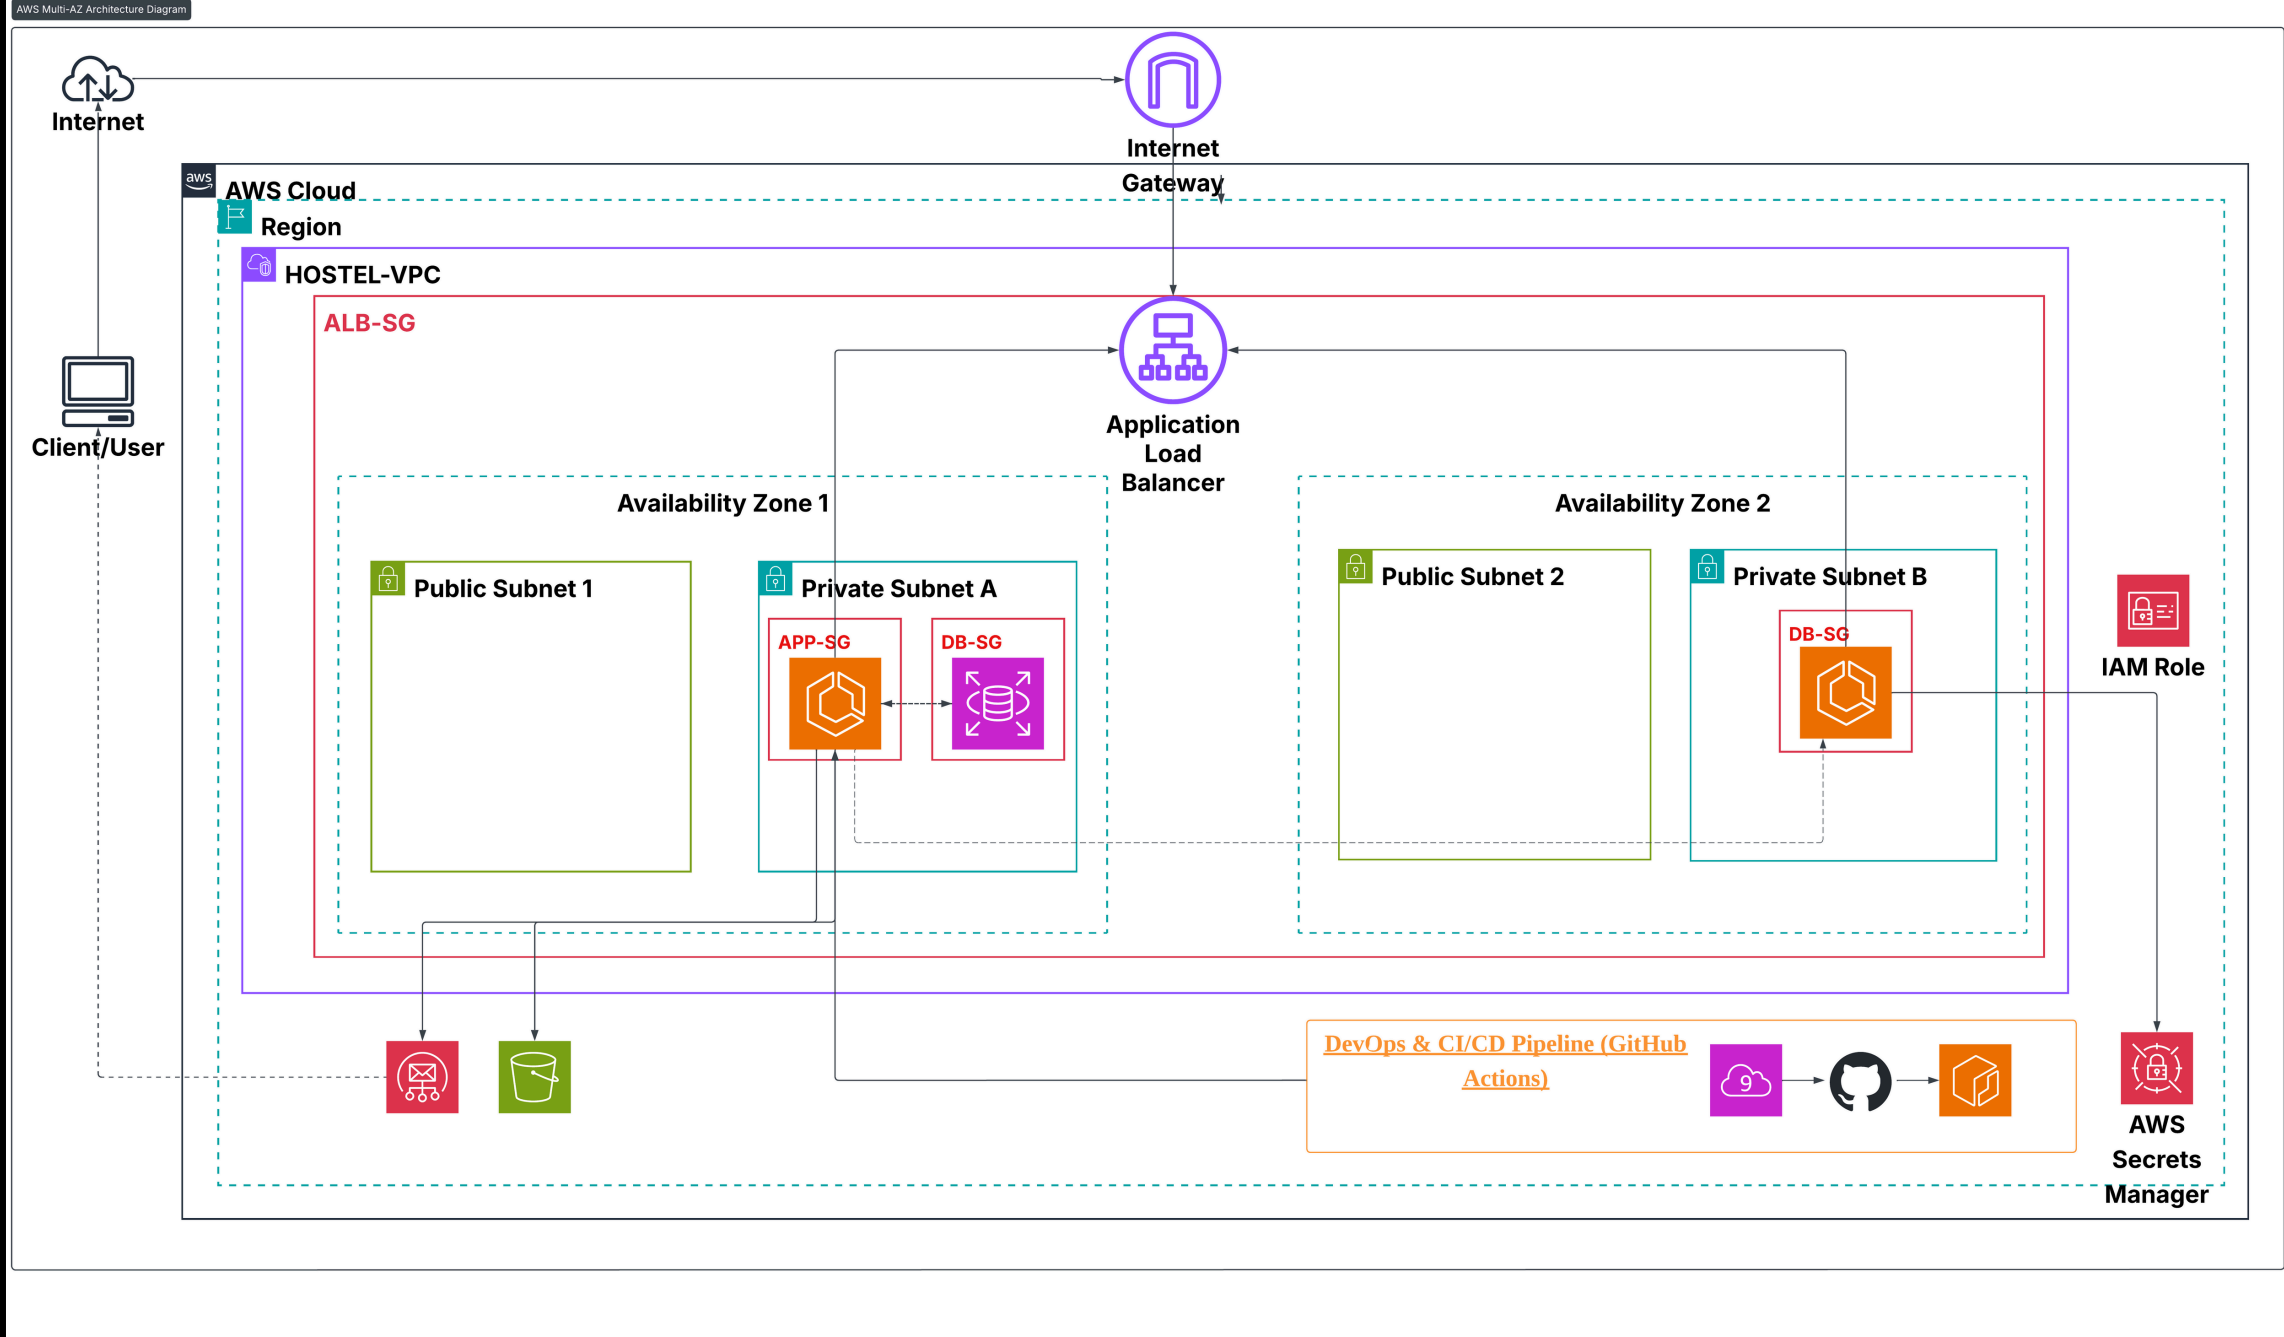 AWS Multi-AZ Architecture Diagram
Internet
Internet
Gateway
aws
AWS Cloud
Region
HOSTEL-VPC
ALB-SG
Client/User
Application
Load
Balancer
Availability Zone 1
Availability Zone 2
Public Subnet 1
Private Subnet A
Public Subnet 2
Private Subnet B
APP-SG
DB-SG
DB-SG
IAM Role
DevOps & CI/CD Pipeline (GitHub
Actions)
9
AWS
Secrets
Manager